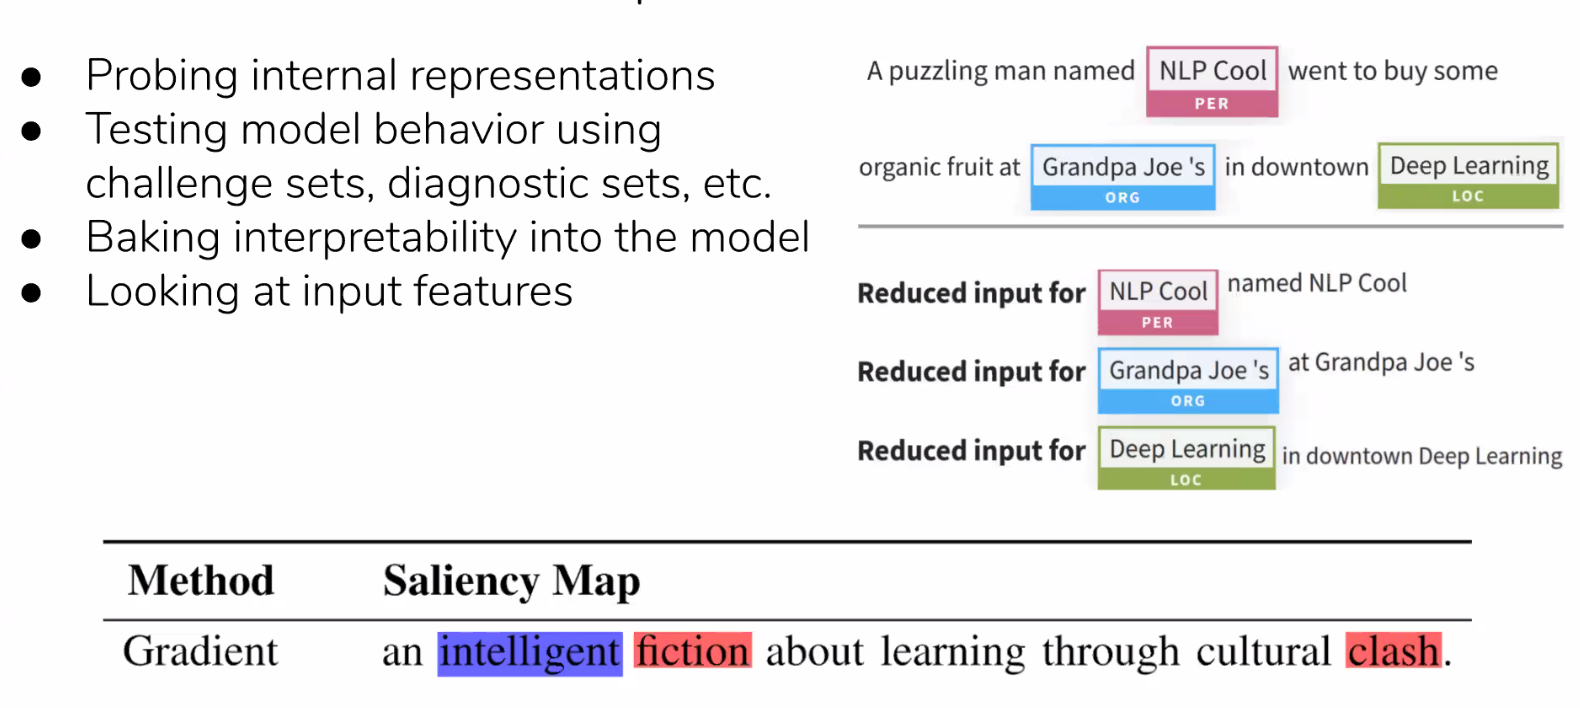 ● Probing internal representations
● Testing model behavior using
challenge sets, diagnostic sets, etc.
● Baking interpretability into the model
● Looking at input features
A puzzling man named NLP Cool went to buy some
PER
organic fruit at Grandpa Joe 's in downtown Deep Learning
ORG LOC
Reduced input for NLP Cool named NLP Cool
PER
Reduced input for Grandpa Joe 's at Grandpa Joe 's
ORG
Reduced input for Deep Learning in downtown Deep Learning
LOC
Method Saliency Map
Gradient an intelligent fiction about learning through cultural clash.